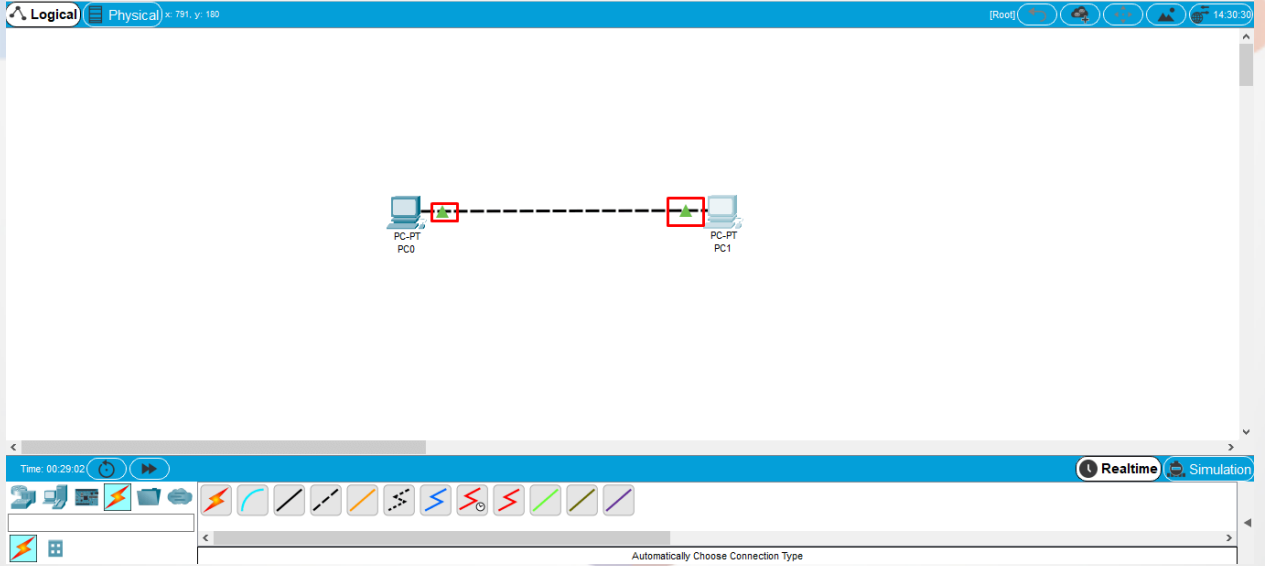 Logical Physical x: 791, y: 180 [Root] 14:30:30
PC-PT PC-PT
PC0 PC1
Time: 00:29:02 Realtime Simulation
Automatically Choose Connection Type